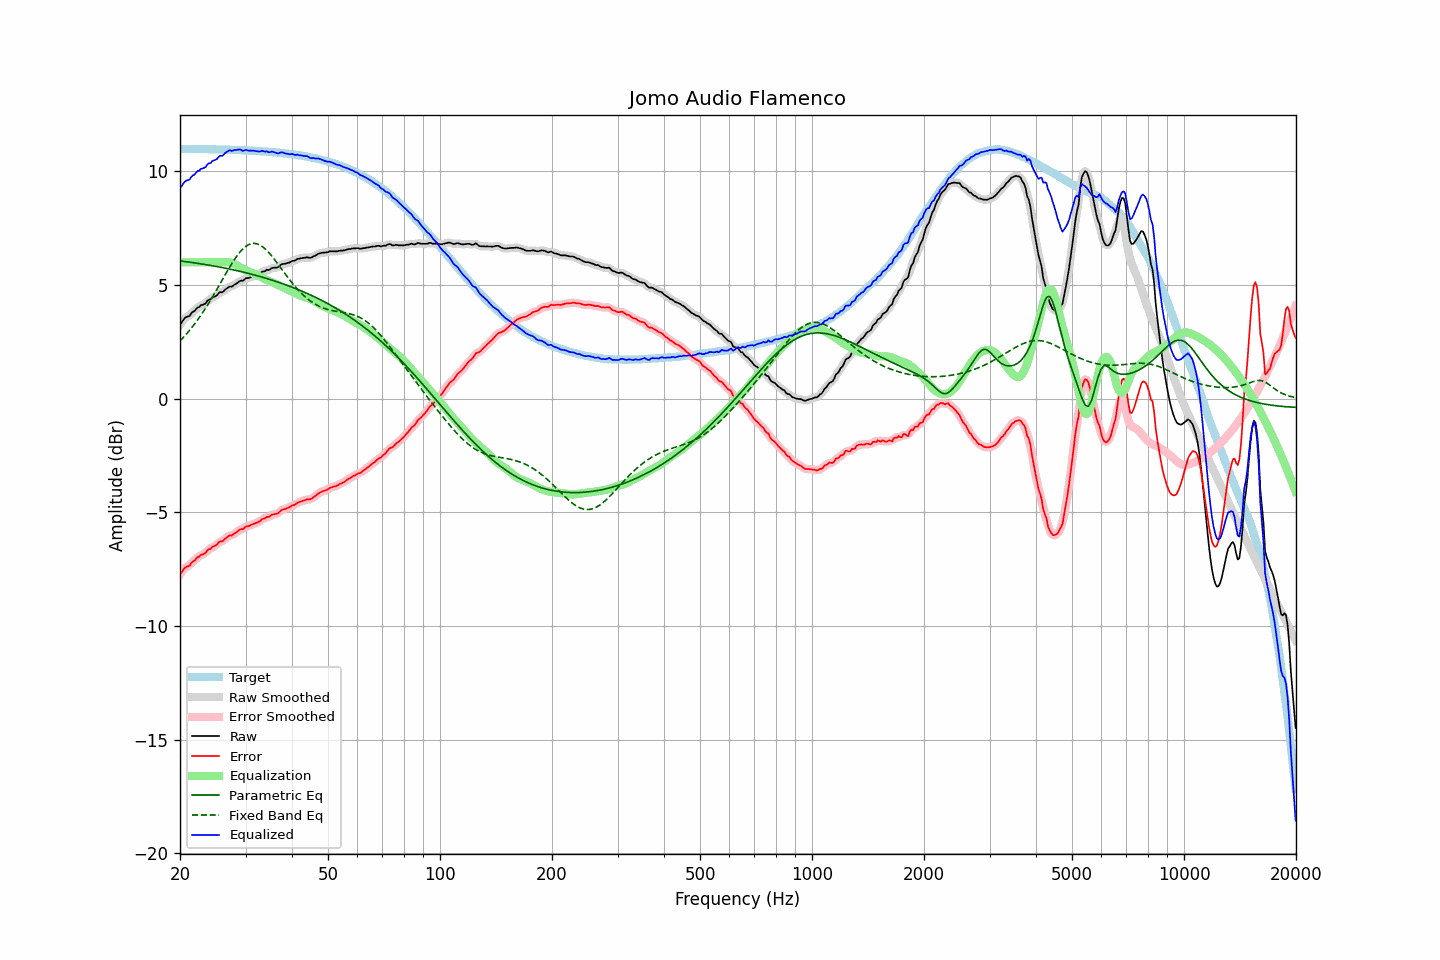 Jomo Audio Flamenco
Amplitude (dBr)
10
5
0
−5
−10
−15
−20
Target
Raw Smoothed
Error Smoothed
Raw
Error
Equalization
Parametric Eq
Fixed Band Eq
Equalized
20 50 100 200 500 1000 2000 5000 10000 20000
Frequency (Hz)